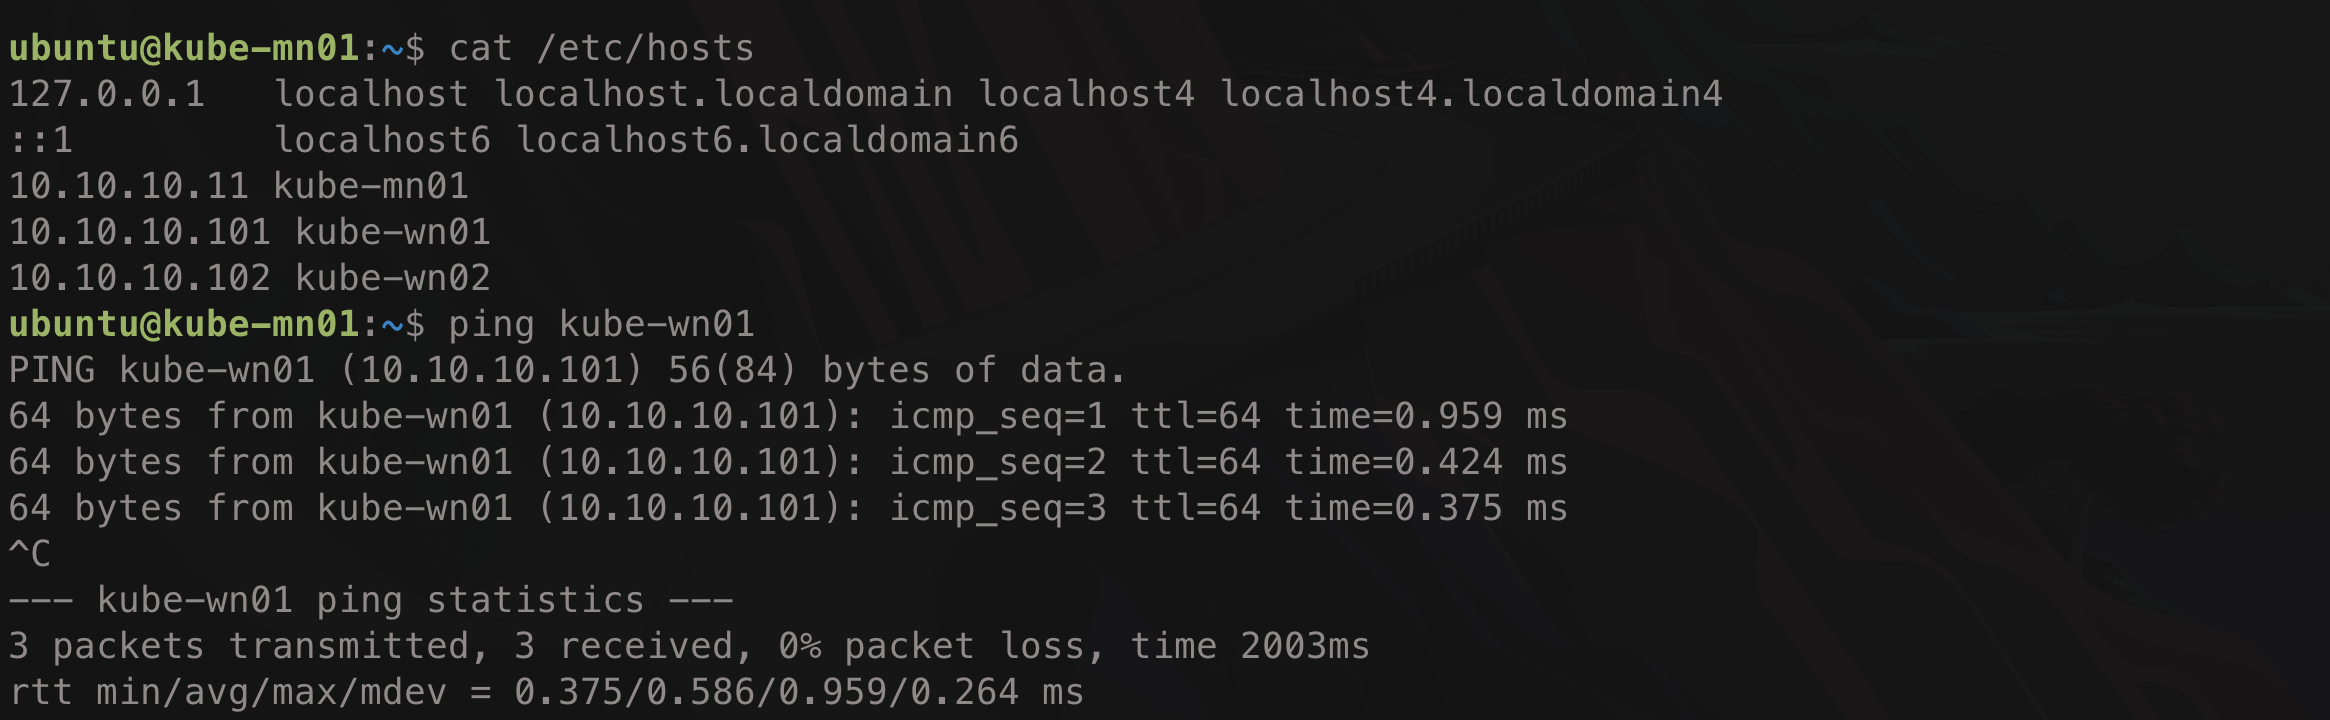 ubuntu@kube-mn01:~$ cat /etc/hosts
127.0.0.1   localhost localhost.localdomain localhost4 localhost4.localdomain4
::1         localhost6 localhost6.localdomain6
10.10.10.11 kube-mn01
10.10.10.101 kube-wn01
10.10.10.102 kube-wn02
ubuntu@kube-mn01:~$ ping kube-wn01
PING kube-wn01 (10.10.10.101) 56(84) bytes of data.
64 bytes from kube-wn01 (10.10.10.101): icmp_seq=1 ttl=64 time=0.959 ms
64 bytes from kube-wn01 (10.10.10.101): icmp_seq=2 ttl=64 time=0.424 ms
64 bytes from kube-wn01 (10.10.10.101): icmp_seq=3 ttl=64 time=0.375 ms
^C
--- kube-wn01 ping statistics ---
3 packets transmitted, 3 received, 0% packet loss, time 2003ms
rtt min/avg/max/mdev = 0.375/0.586/0.959/0.264 ms